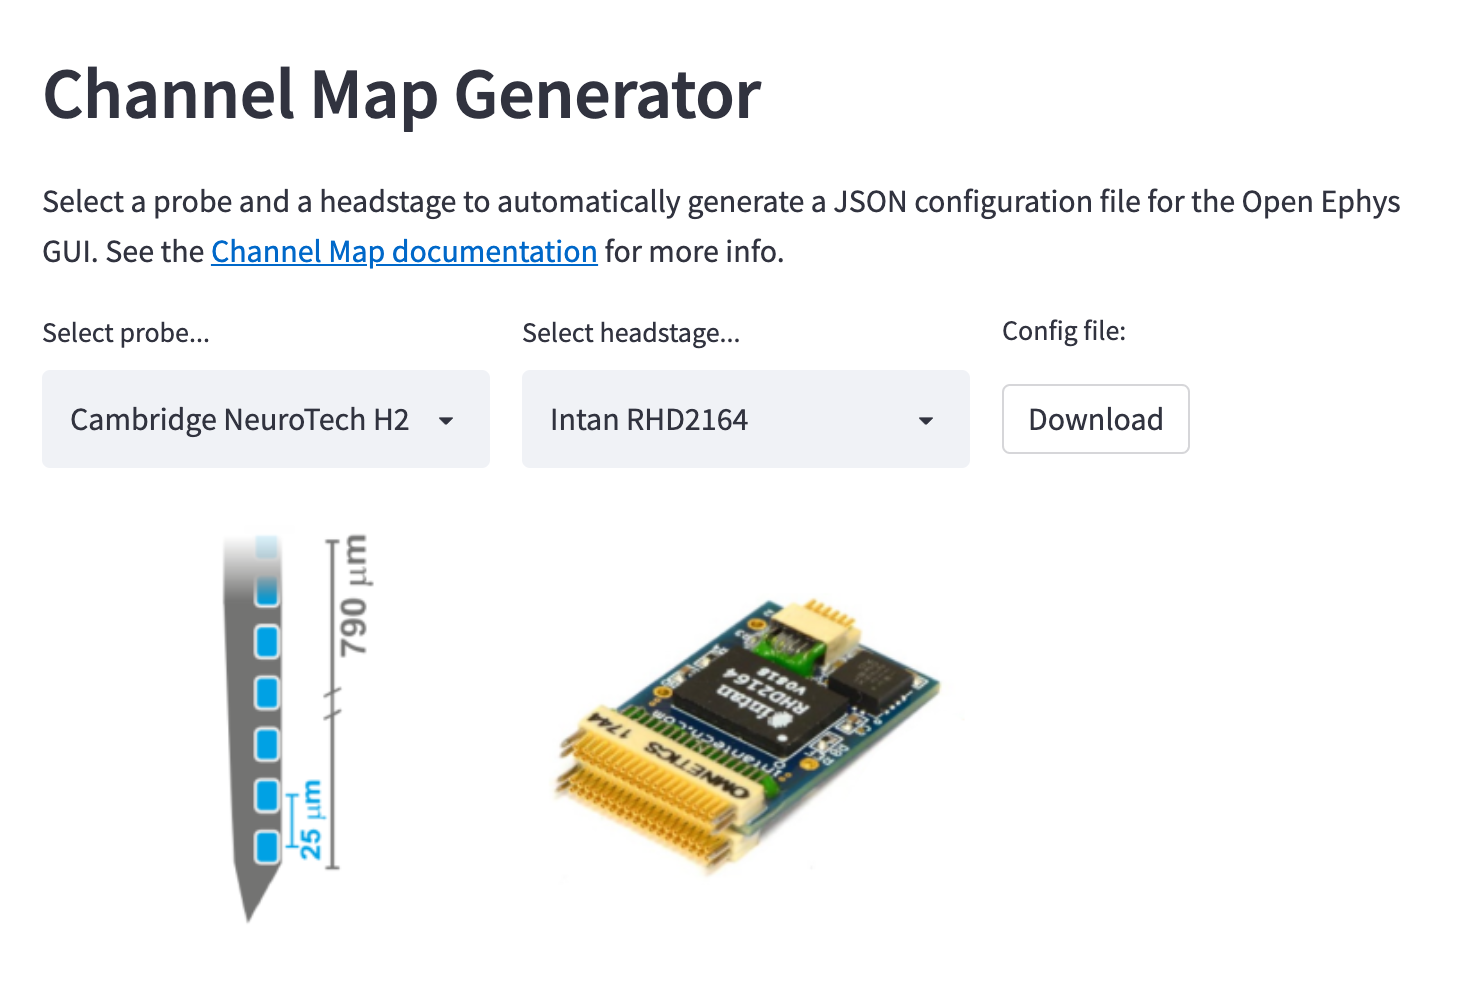 Channel Map Generator
Select a probe and a headstage to automatically generate a JSON configuration file for the Open Ephys
GUI. See the Channel Map documentation for more info.
Select probe...
Select headstage...
Config file:
Cambridge NeuroTech H2
Intan RHD2164
Download
790 μm
25 μm
intan
RHD2164
V0818
intantech.com
OMNETICS
1744